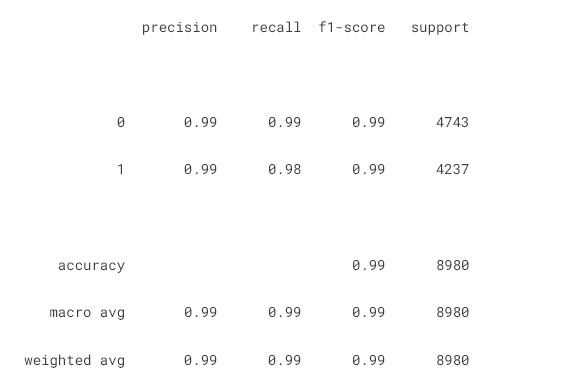 precision recall f1-score support
0 0.99 0.99 0.99 4743
1 0.99 0.98 0.99 4237
accuracy 0.99 8980
macro avg 0.99 0.99 0.99 8980
weighted avg 0.99 0.99 0.99 8980